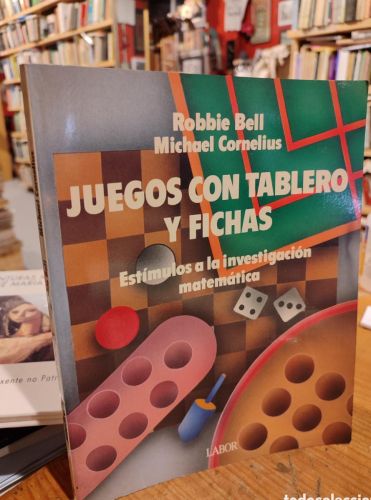 Robbie Bell
Michael Cornelius
JUEGOS CON TABLERO
Y FICHAS
Estímulos a la investigación
matemática
LABOR